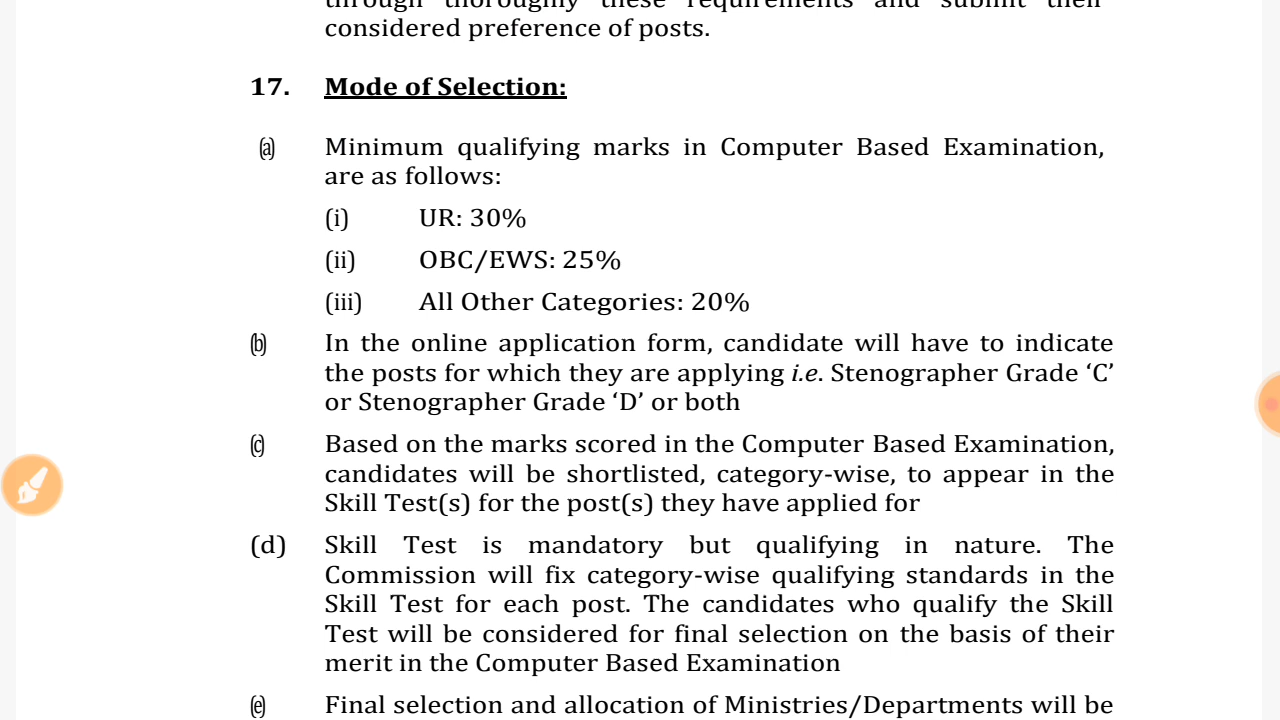 through thoroughly these requirements and submit their
considered preference of posts.
17. Mode of Selection:
(a) Minimum qualifying marks in Computer Based Examination,
are as follows:
(i) UR: 30%
(ii) OBC/EWS: 25%
(iii) All Other Categories: 20%
(b) In the online application form, candidate will have to indicate
the posts for which they are applying i.e. Stenographer Grade ‘C’
or Stenographer Grade ‘D’ or both
(c) Based on the marks scored in the Computer Based Examination,
candidates will be shortlisted, category-wise, to appear in the
Skill Test(s) for the post(s) they have applied for
(d) Skill Test is mandatory but qualifying in nature. The
Commission will fix category-wise qualifying standards in the
Skill Test for each post. The candidates who qualify the Skill
Test will be considered for final selection on the basis of their
merit in the Computer Based Examination
(e) Final selection and allocation of Ministries/Departments will be